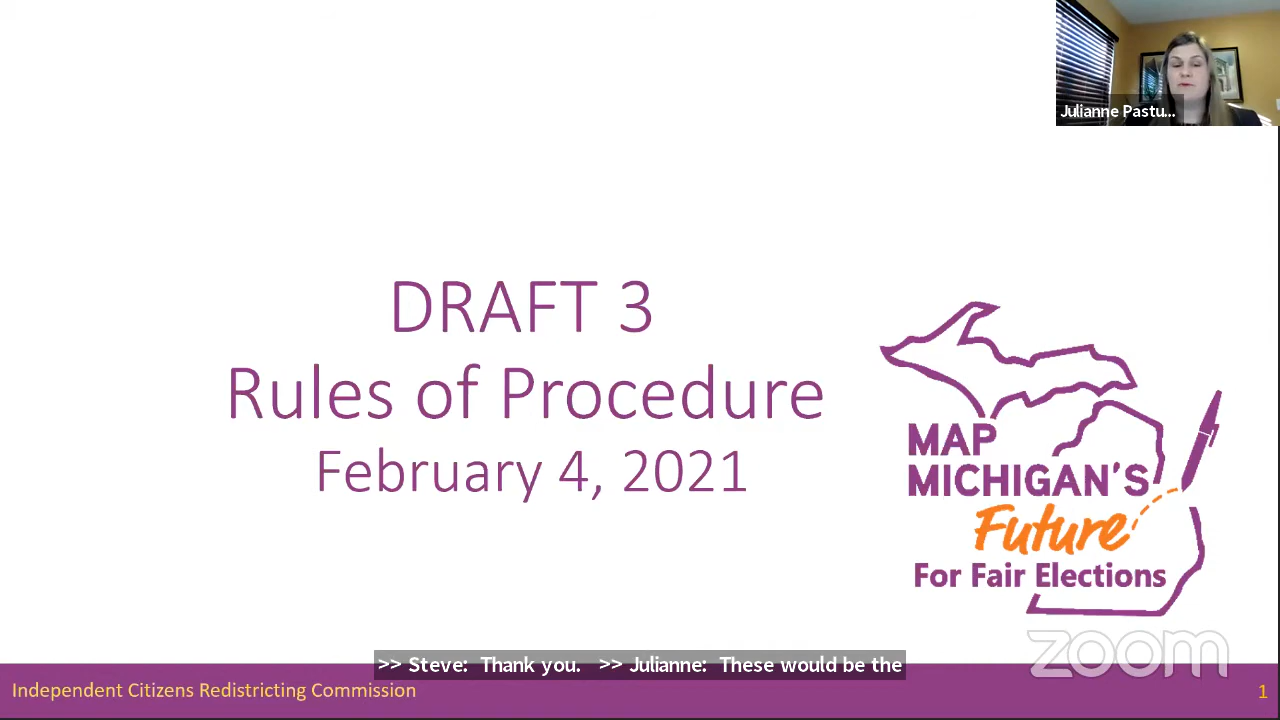 Julianne Pastu...
DRAFT 3
Rules of Procedure
February 4, 2021
MAP
MICHIGAN'S
Future
For Fair Elections
zoom
>> Steve: Thank you. >> Julianne: These would be the
Independent Citizens Redistricting Commission
1